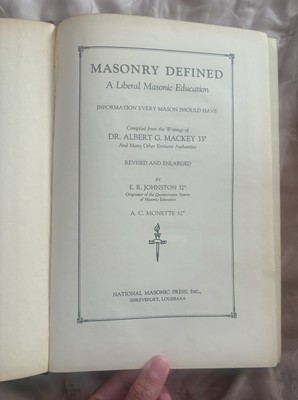 MASONRY DEFINED
A Liberal Masonic Education
INFORMATION EVERY MASON SHOULD HAVE
Compiled from the Writings of
DR. ALBERT G. MACKEY 33°
And Many Other Eminent Authorities
REVISED AND ENLARGED
BY
E. R. JOHNSTON 32°
Originator of the Questionnaire System
of Masonic Education
A. C. MONETTE 32°
NATIONAL MASONIC PRESS, INC.,
SHREVEPORT, LOUISIANA